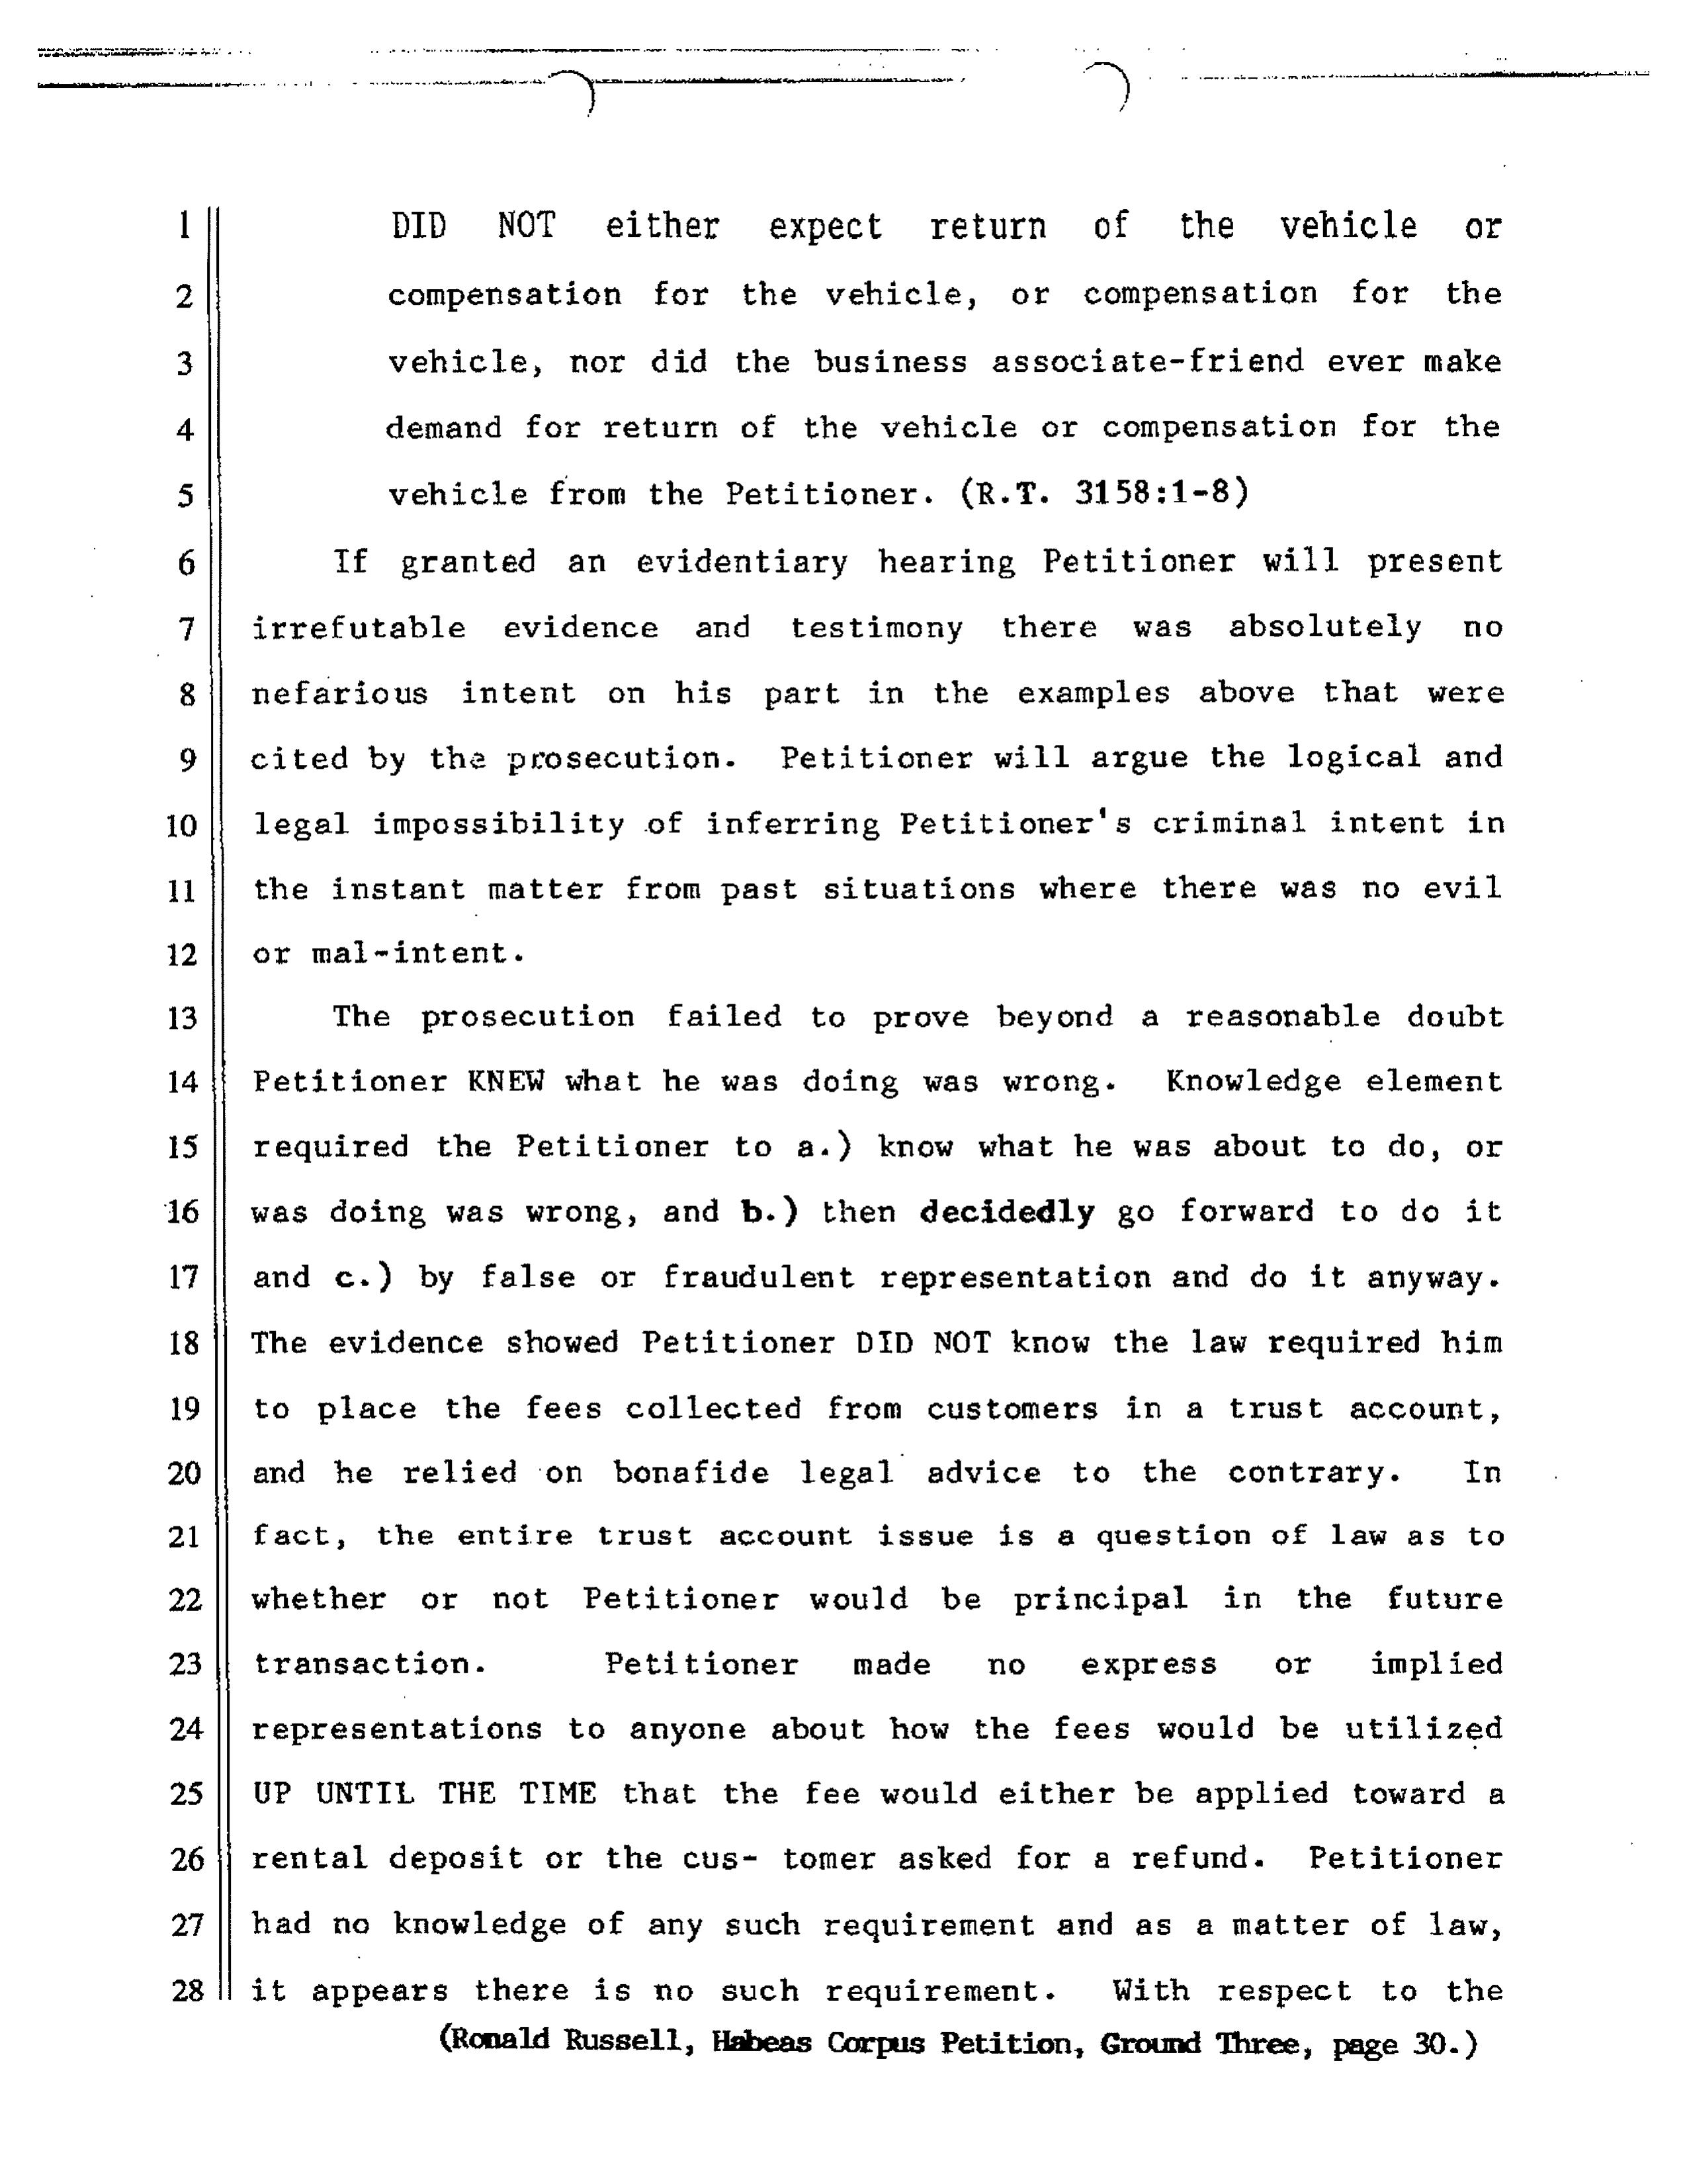 1 DID NOT either expect return of the vehicle or
2 compensation for the vehicle, or compensation for the
3 vehicle, nor did the business associate-friend ever make
4 demand for return of the vehicle or compensation for the
5 vehicle from the Petitioner. (R.T. 3158:1-8)
6 If granted an evidentiary hearing Petitioner will present
7 irrefutable evidence and testimony there was absolutely no
8 nefarious intent on his part in the examples above that were
9 cited by the prosecution. Petitioner will argue the logical and
10 legal impossibility of inferring Petitioner's criminal intent in
11 the instant matter from past situations where there was no evil
12 or mal-intent.
13 The prosecution failed to prove beyond a reasonable doubt
14 Petitioner KNEW what he was doing was wrong. Knowledge element
15 required the Petitioner to a.) know what he was about to do, or
16 was doing was wrong, and b.) then decidedly go forward to do it
17 and c.) by false or fraudulent representation and do it anyway.
18 The evidence showed Petitioner DID NOT know the law required him
19 to place the fees collected from customers in a trust account,
20 and he relied on bonafide legal advice to the contrary. In
21 fact, the entire trust account issue is a question of law as to
22 whether or not Petitioner would be principal in the future
23 transaction. Petitioner made no express or implied
24 representations to anyone about how the fees would be utilized
25 UP UNTIL THE TIME that the fee would either be applied toward a
26 rental deposit or the cus- tomer asked for a refund. Petitioner
27 had no knowledge of any such requirement and as a matter of law,
28 it appears there is no such requirement. With respect to the
(Ronald Russell, Habeas Corpus Petition, Ground Three, page 30.)